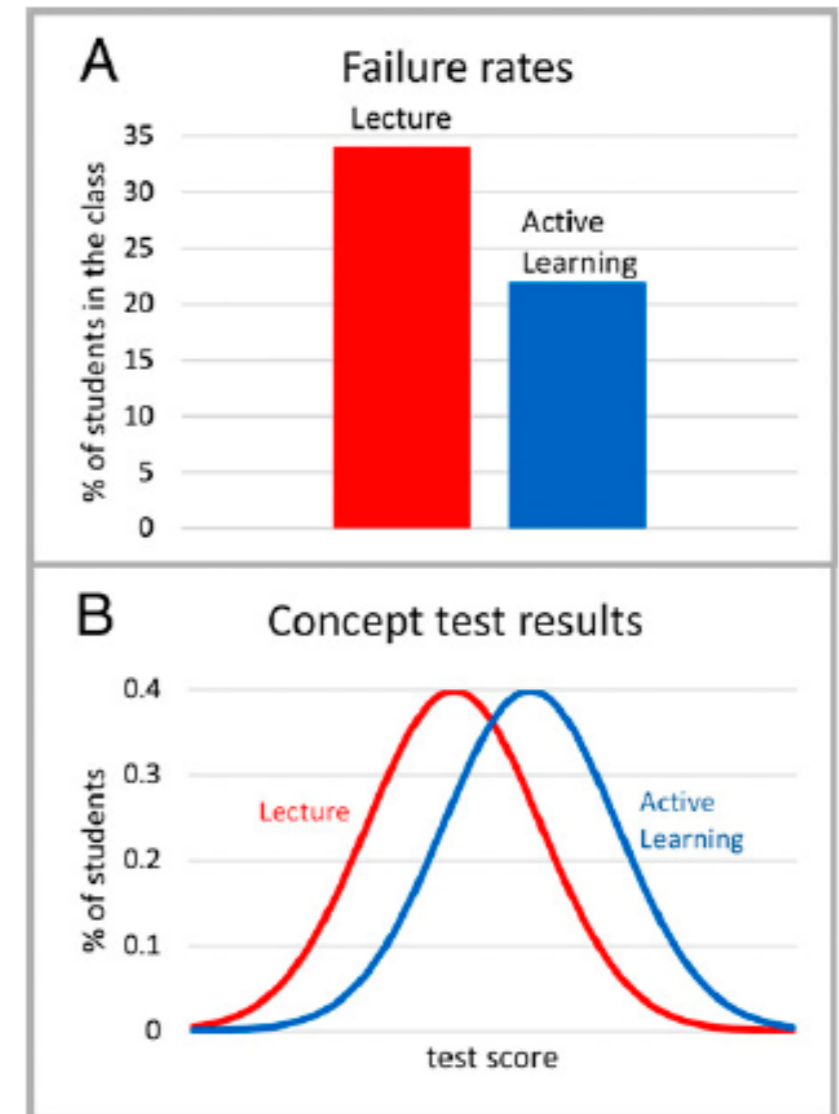 A
Failure rates
Lecture
Active
Learning
% of students in the class
35
30
25
20
15
10
5
0
B
Concept test results
% of students
0.4
0.3
0.2
0.1
0
Lecture
Active
Learning
test score